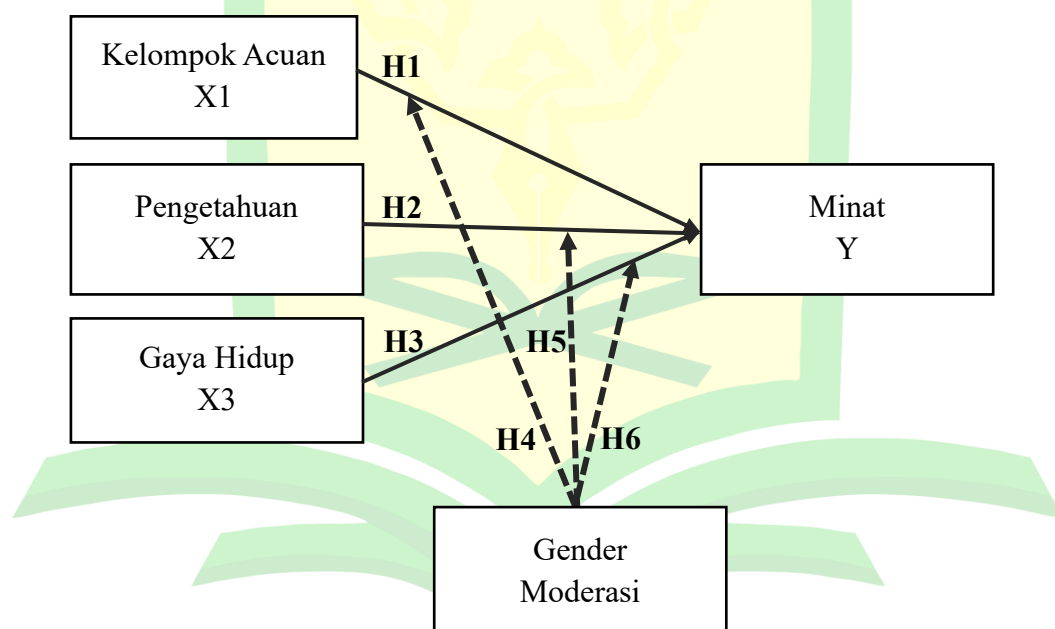 Kelompok Acuan
X1
H1
Pengetahuan
X2
H2
Minat
Y
Gaya Hidup
X3
H3
H5
H4
H6
Gender
Moderasi